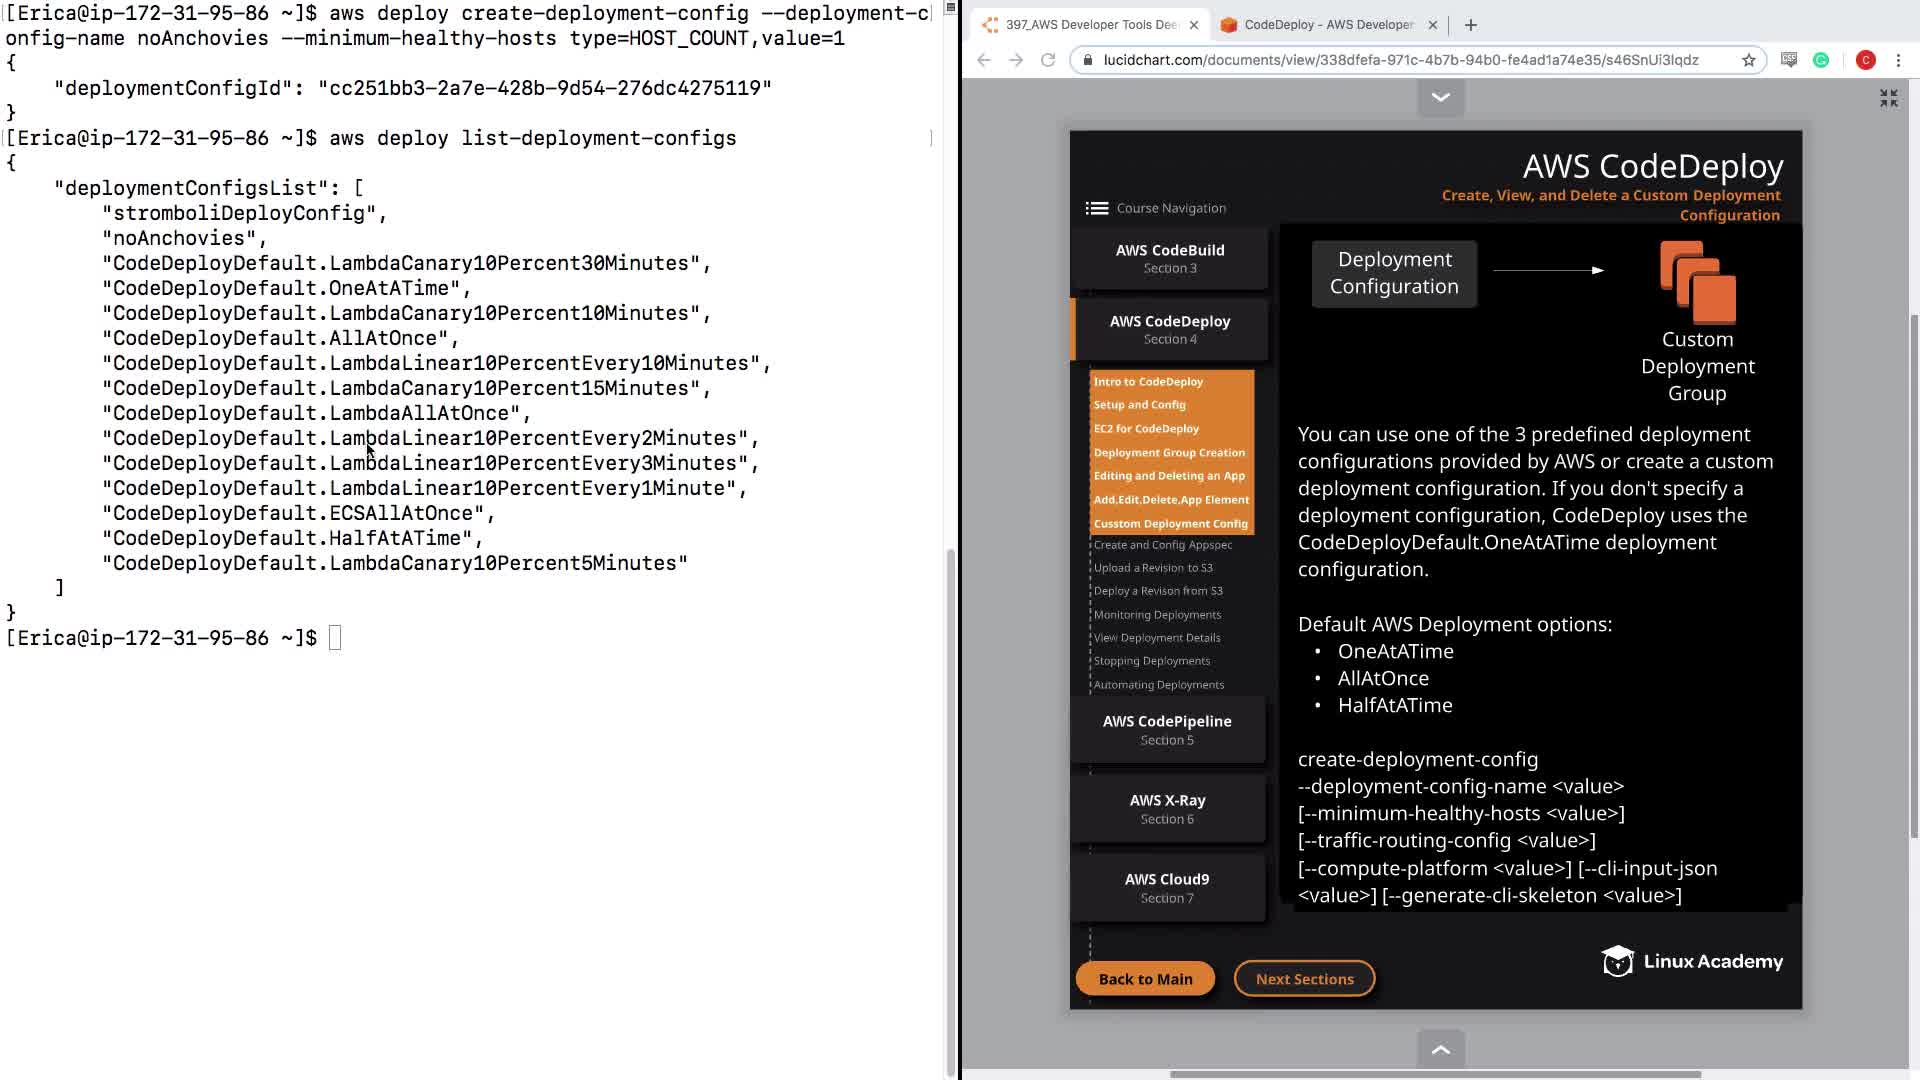 [Erica@ip-172-31-95-86 ~]$ aws deploy create-deployment-config --deployment-c
onfig-name noAnchovies --minimum-healthy-hosts type=HOST_COUNT,value=1
{
    "deploymentConfigId": "cc251bb3-2a7e-428b-9d54-276dc4275119"
}
[Erica@ip-172-31-95-86 ~]$ aws deploy list-deployment-configs ]
{
    "deploymentConfigsList": [
        "stromboliDeployConfig",
        "noAnchovies",
        "CodeDeployDefault.LambdaCanary10Percent30Minutes",
        "CodeDeployDefault.OneAtATime",
        "CodeDeployDefault.LambdaCanary10Percent10Minutes",
        "CodeDeployDefault.AllAtOnce",
        "CodeDeployDefault.LambdaLinear10PercentEvery10Minutes",
        "CodeDeployDefault.LambdaCanary10Percent15Minutes",
        "CodeDeployDefault.LambdaAllAtOnce",
        "CodeDeployDefault.LambdaLinear10PercentEvery2Minutes",
        "CodeDeployDefault.LambdaLinear10PercentEvery3Minutes",
        "CodeDeployDefault.LambdaLinear10PercentEvery1Minute",
        "CodeDeployDefault.ECSAllAtOnce",
        "CodeDeployDefault.HalfAtATime",
        "CodeDeployDefault.LambdaCanary10Percent5Minutes"
    ]
}
[Erica@ip-172-31-95-86 ~]$
397_AWS Developer Tools Dee
CodeDeploy - AWS Developer
lucidchart.com/documents/view/338dfefa-971c-4b7b-94b0-fe4ad1a74e35/s46SnUi3lqdz
C
AWS CodeDeploy
Create, View, and Delete a Custom Deployment
Configuration
Course Navigation
AWS CodeBuild
Section 3
AWS CodeDeploy
Section 4
Intro to CodeDeploy
Setup and Config
EC2 for CodeDeploy
Deployment Group Creation
Editing and Deleting an App
Add,Edit,Delete,App Element
Cusstom Deployment Config
Create and Config Appspec
Upload a Revision to S3
Deploy a Revison from S3
Monitoring Deployments
View Deployment Details
Stopping Deployments
Automating Deployments
AWS CodePipeline
Section 5
AWS X-Ray
Section 6
AWS Cloud9
Section 7
Back to Main
Next Sections
Deployment
Configuration
Custom
Deployment
Group
You can use one of the 3 predefined deployment
configurations provided by AWS or create a custom
deployment configuration. If you don't specify a
deployment configuration, CodeDeploy uses the
CodeDeployDefault.OneAtATime deployment
configuration.
Default AWS Deployment options:
• OneAtATime
• AllAtOnce
• HalfAtATime
create-deployment-config
--deployment-config-name <value>
[--minimum-healthy-hosts <value>]
[--traffic-routing-config <value>]
[--compute-platform <value>] [--cli-input-json
<value>] [--generate-cli-skeleton <value>]
Linux Academy